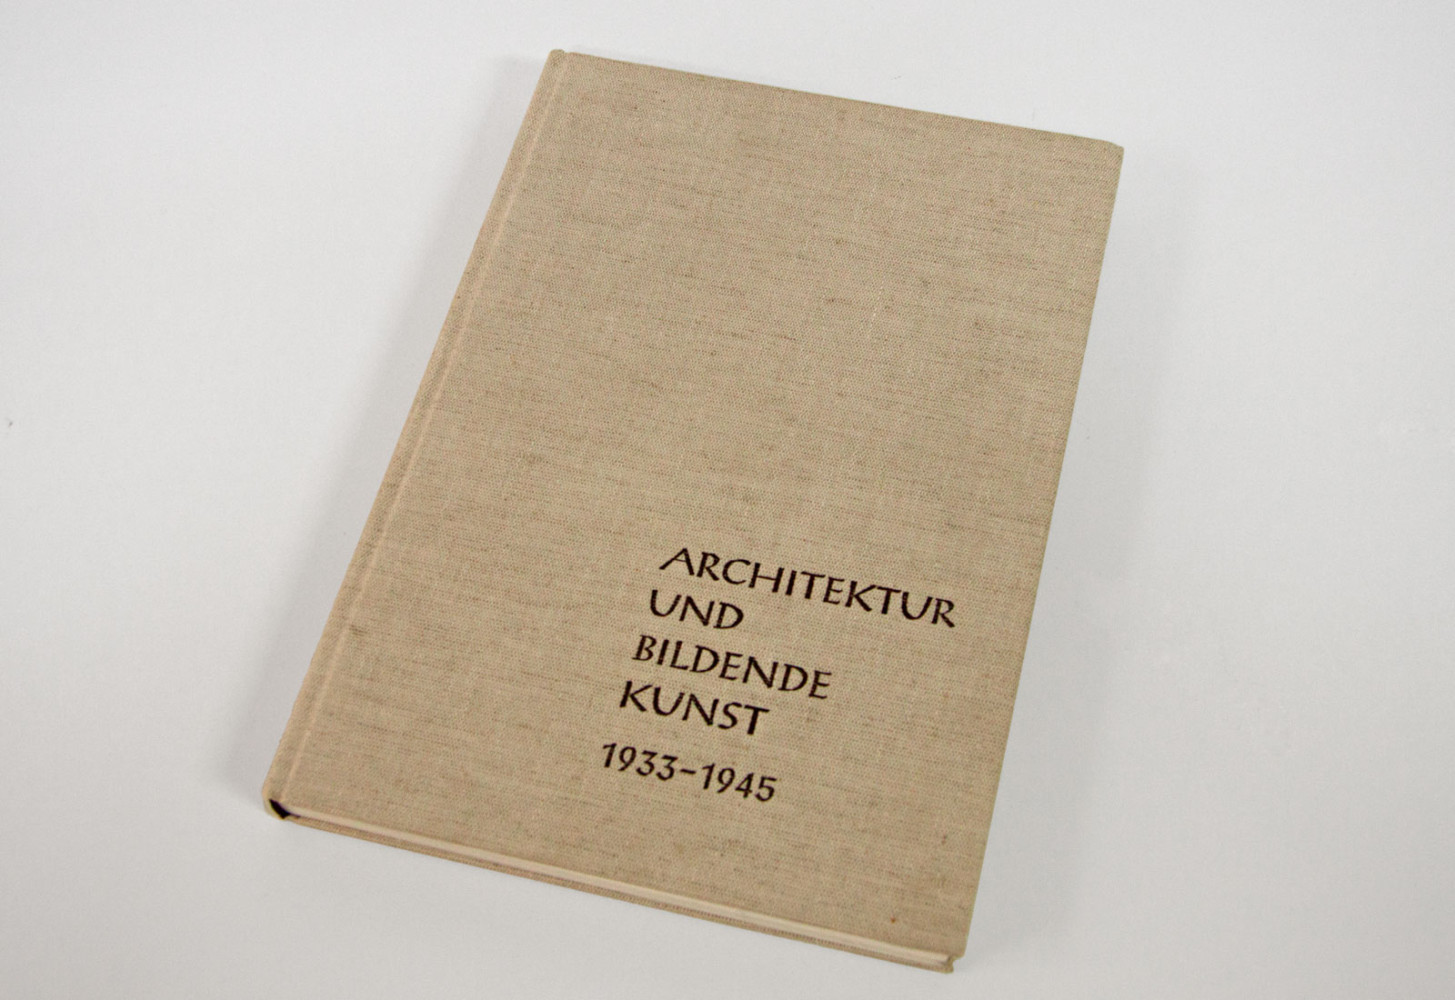 ARCHITEKTUR
UND
BILDENDE
KUNST
1933-1945